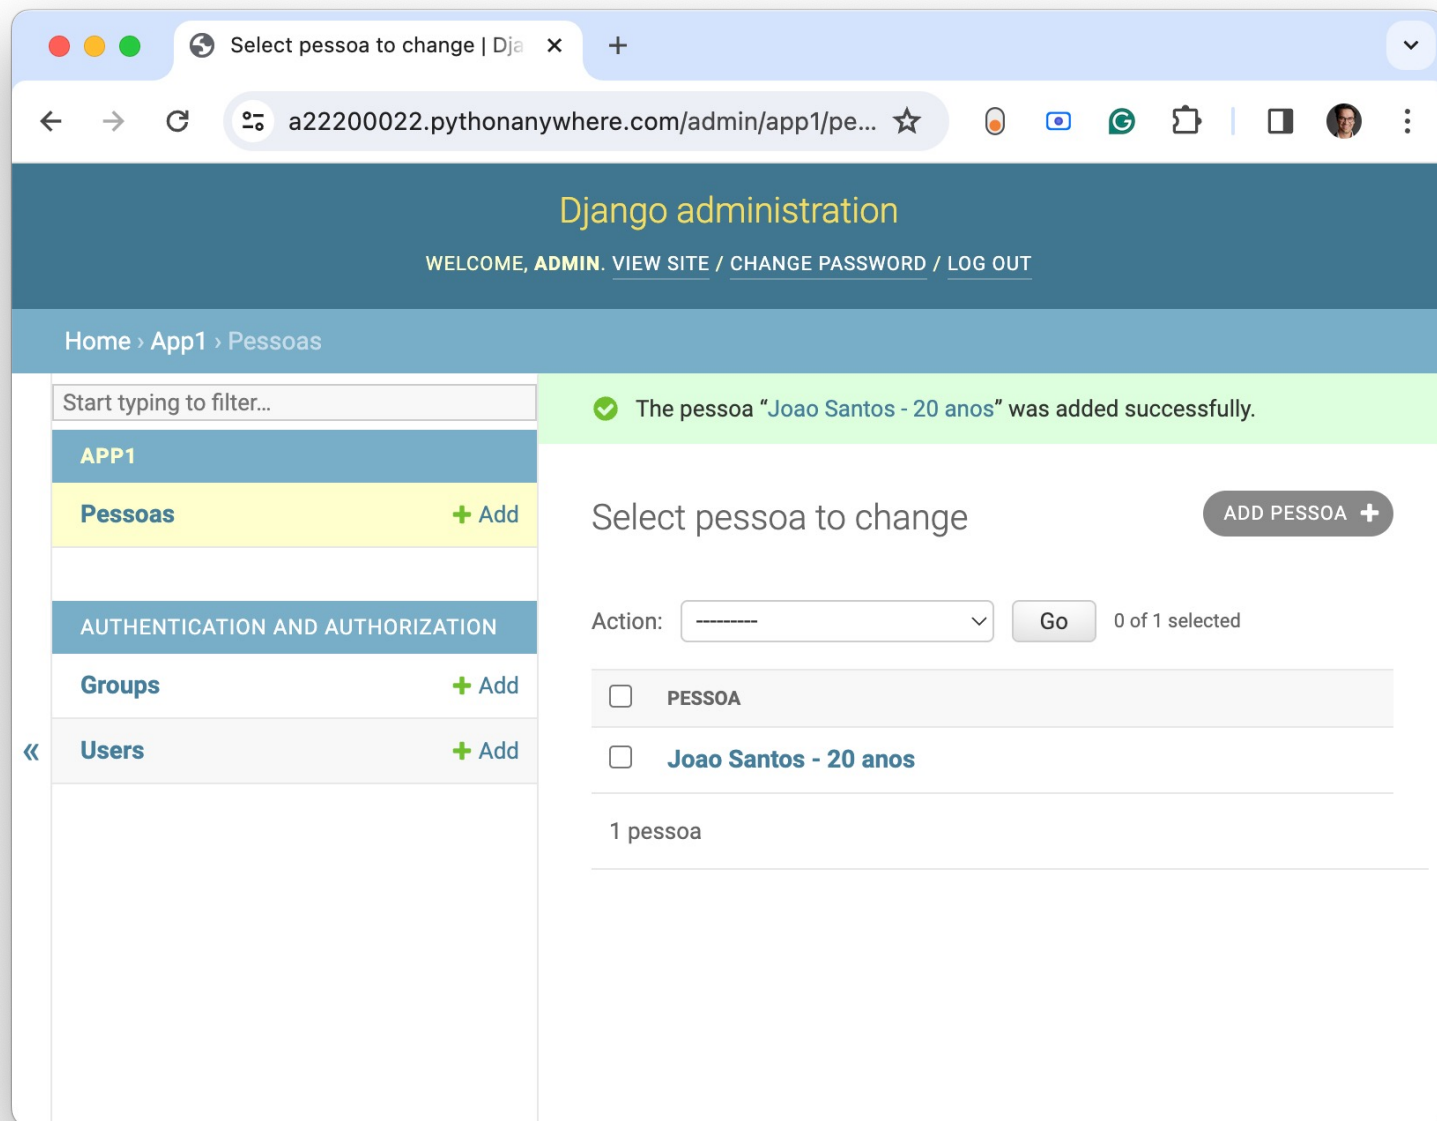 Select pessoa to change | Dja
a22200022.pythonanywhere.com/admin/app1/pe...
Django administration
WELCOME, ADMIN. VIEW SITE / CHANGE PASSWORD / LOG OUT
Home › App1 › Pessoas
Start typing to filter...
APP1
Pessoas + Add
AUTHENTICATION AND AUTHORIZATION
Groups + Add
Users + Add
«
The pessoa “Joao Santos - 20 anos” was added successfully.
Select pessoa to change
ADD PESSOA +
Action: --------- Go 0 of 1 selected
PESSOA
Joao Santos - 20 anos
1 pessoa